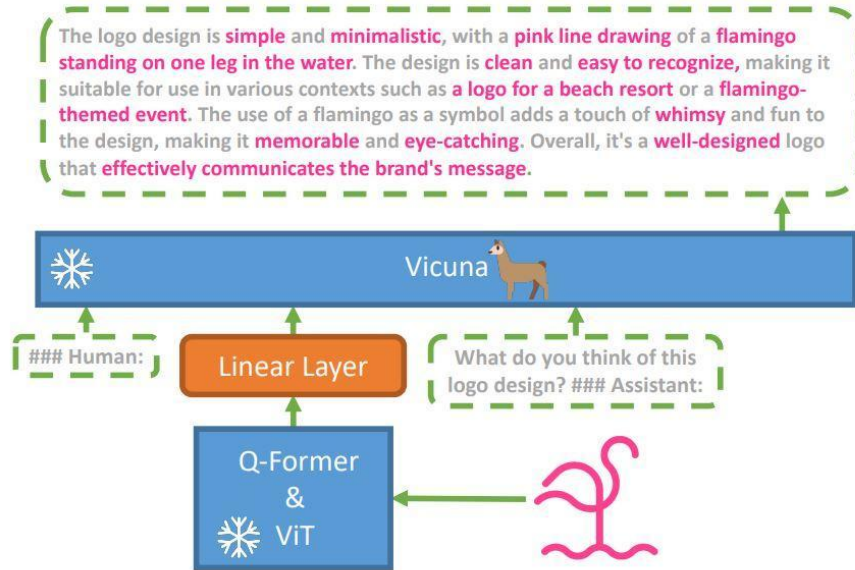 The logo design is simple and minimalistic, with a pink line drawing of a flamingo
standing on one leg in the water. The design is clean and easy to recognize, making it
suitable for use in various contexts such as a logo for a beach resort or a flamingo-
themed event. The use of a flamingo as a symbol adds a touch of whimsy and fun to
the design, making it memorable and eye-catching. Overall, it's a well-designed logo
that effectively communicates the brand's message.
Vicuna
### Human:
Linear Layer
What do you think of this
logo design? ### Assistant:
Q-Former
&
ViT